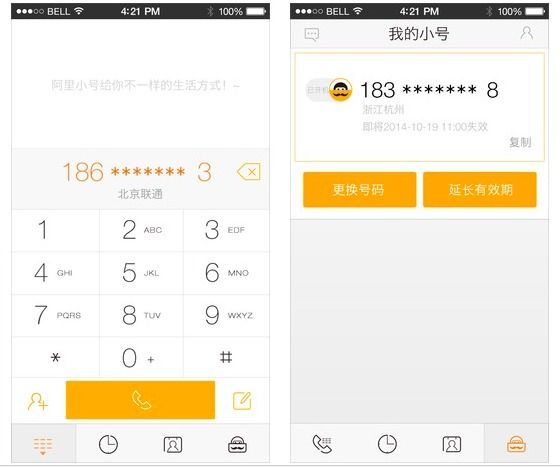 BELL 4:21 PM 100%
阿里小号给你不一样的生活方式！~
186 ******* 3
北京联通
1 2 ABC 3 EDF
4 GHI 5 JKL 6 MNO
7 PQRS 8 TUV 9 WXYZ
* 0 + #
BELL 4:21 PM 100%
我的小号
已开机 183 ******* 8
浙江杭州
即将2014-10-19 11:00失效
复制
更换号码 延长有效期